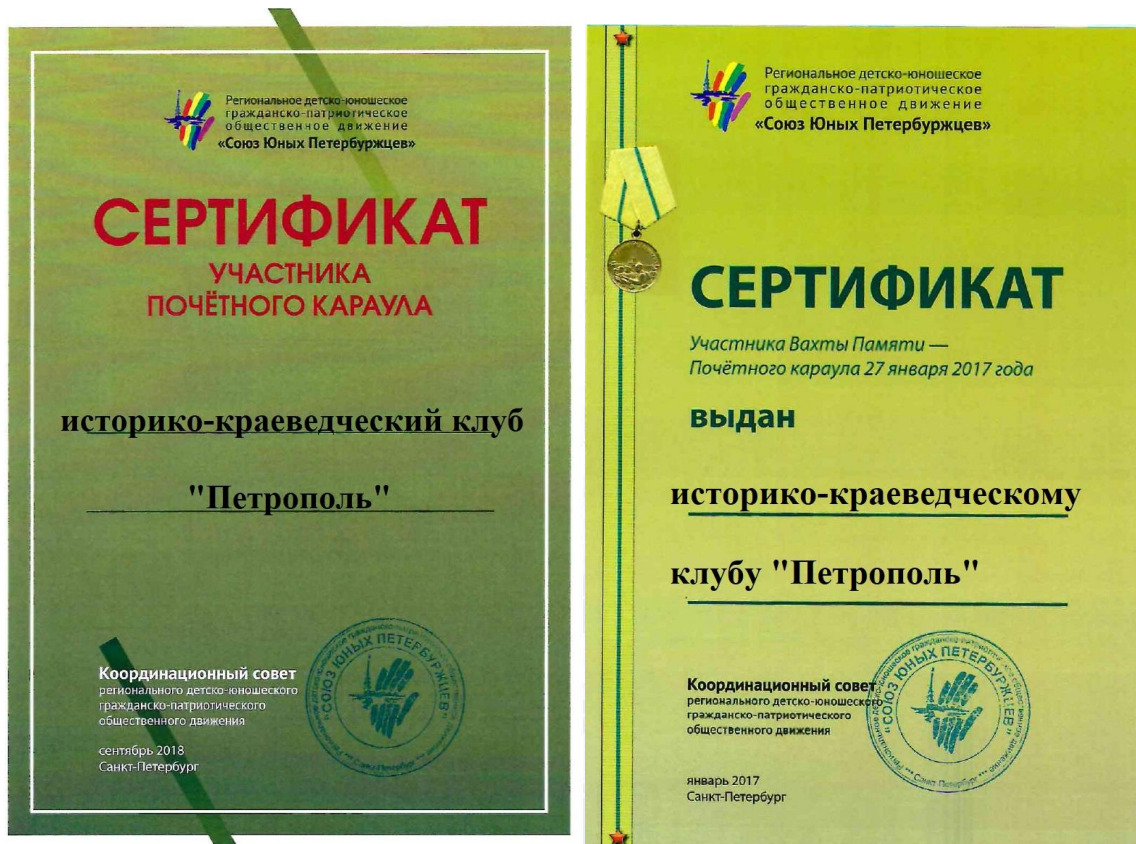 Региональное детско-юношеское
гражданско-патриотическое
общественное движение
«Союз Юных Петербуржцев»
СЕРТИФИКАТ
УЧАСТНИКА
ПОЧЁТНОГО КАРАУЛА
историко-краеведческий клуб
"Петрополь"
Координационный совет
регионального детско-юношеского
гражданско-патриотического
общественного движения
сентябрь 2018
Санкт-Петербург
"СОЮЗ ЮНЫХ ПЕТЕРБУРЖЦЕВ"
Региональное детско-юношеское
гражданско-патриотическое
общественное движение
«Союз Юных Петербуржцев»
СЕРТИФИКАТ
Участника Вахты Памяти —
Почётного караула 27 января 2017 года
выдан
историко-краеведческому
клубу "Петрополь"
Координационный совет
регионального детско-юношеского
гражданско-патриотического
общественного движения
январь 2017
Санкт-Петербург
"СОЮЗ ЮНЫХ ПЕТЕРБУРЖЦЕВ"